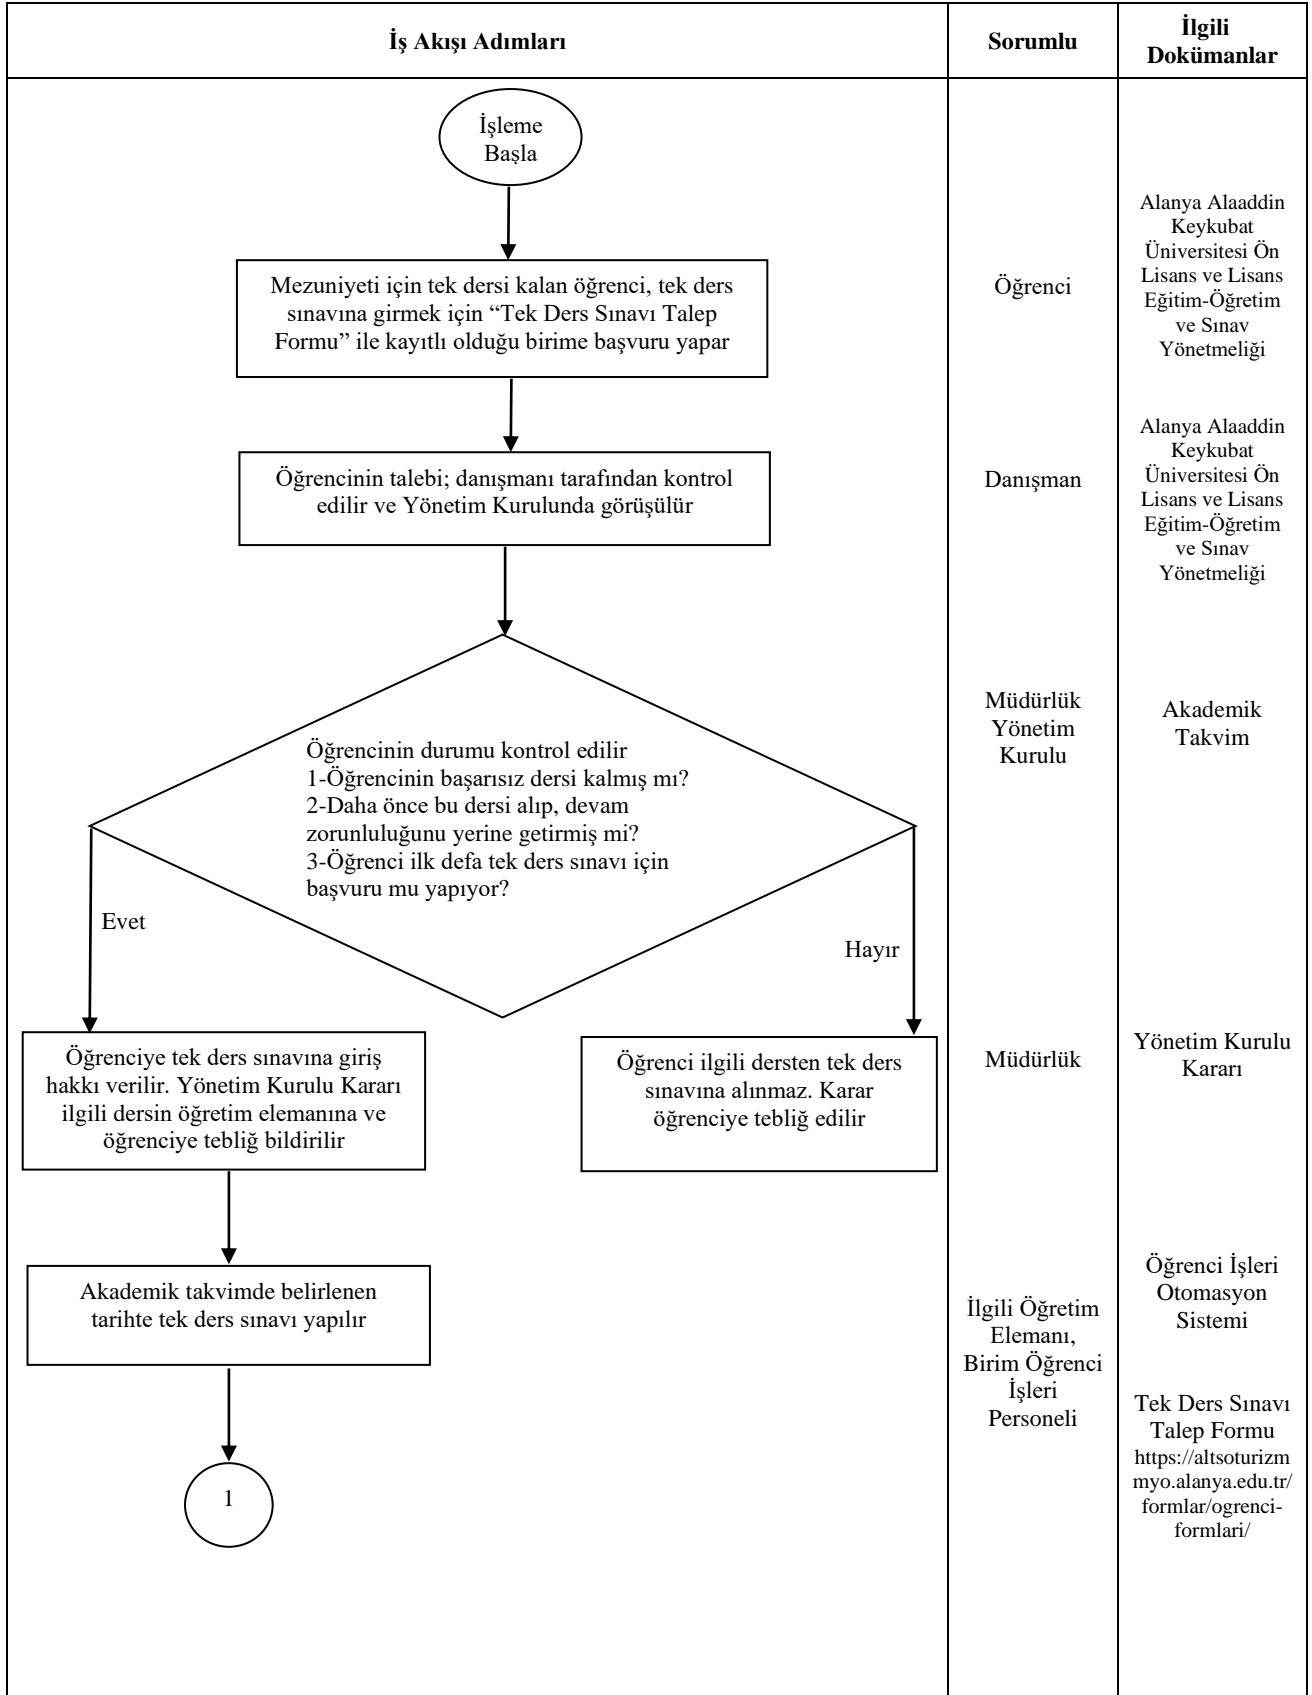 İş Akışı Adımları
Sorumlu
İlgili
Dokümanlar
İşleme
Başla
Mezuniyeti için tek dersi kalan öğrenci, tek ders
sınavına girmek için “Tek Ders Sınavı Talep
Formu” ile kayıtlı olduğu birime başvuru yapar
Öğrenci
Alanya Alaaddin
Keykubat
Üniversitesi Ön
Lisans ve Lisans
Eğitim-Öğretim
ve Sınav
Yönetmeliği
Öğrencinin talebi; danışmanı tarafından kontrol
edilir ve Yönetim Kurulunda görüşülür
Danışman
Alanya Alaaddin
Keykubat
Üniversitesi Ön
Lisans ve Lisans
Eğitim-Öğretim
ve Sınav
Yönetmeliği
Öğrencinin durumu kontrol edilir
1-Öğrencinin başarısız dersi kalmış mı?
2-Daha önce bu dersi alıp, devam
zorunluluğunu yerine getirmiş mi?
3-Öğrenci ilk defa tek ders sınavı için
başvuru mu yapıyor?
Müdürlük
Yönetim
Kurulu
Akademik
Takvim
Evet
Hayır
Öğrenciye tek ders sınavına giriş
hakkı verilir. Yönetim Kurulu Kararı
ilgili dersin öğretim elemanına ve
öğrenciye tebliğ bildirilir
Öğrenci ilgili dersten tek ders
sınavına alınmaz. Karar
öğrenciye tebliğ edilir
Müdürlük
Yönetim Kurulu
Kararı
Akademik takvimde belirlenen
tarihte tek ders sınavı yapılır
İlgili Öğretim
Elemanı,
Birim Öğrenci
İşleri
Personeli
Öğrenci İşleri
Otomasyon
Sistemi
Tek Ders Sınavı
Talep Formu
https://altsoturizm
myo.alanya.edu.tr/
formlar/ogrenci-
formlari/
1